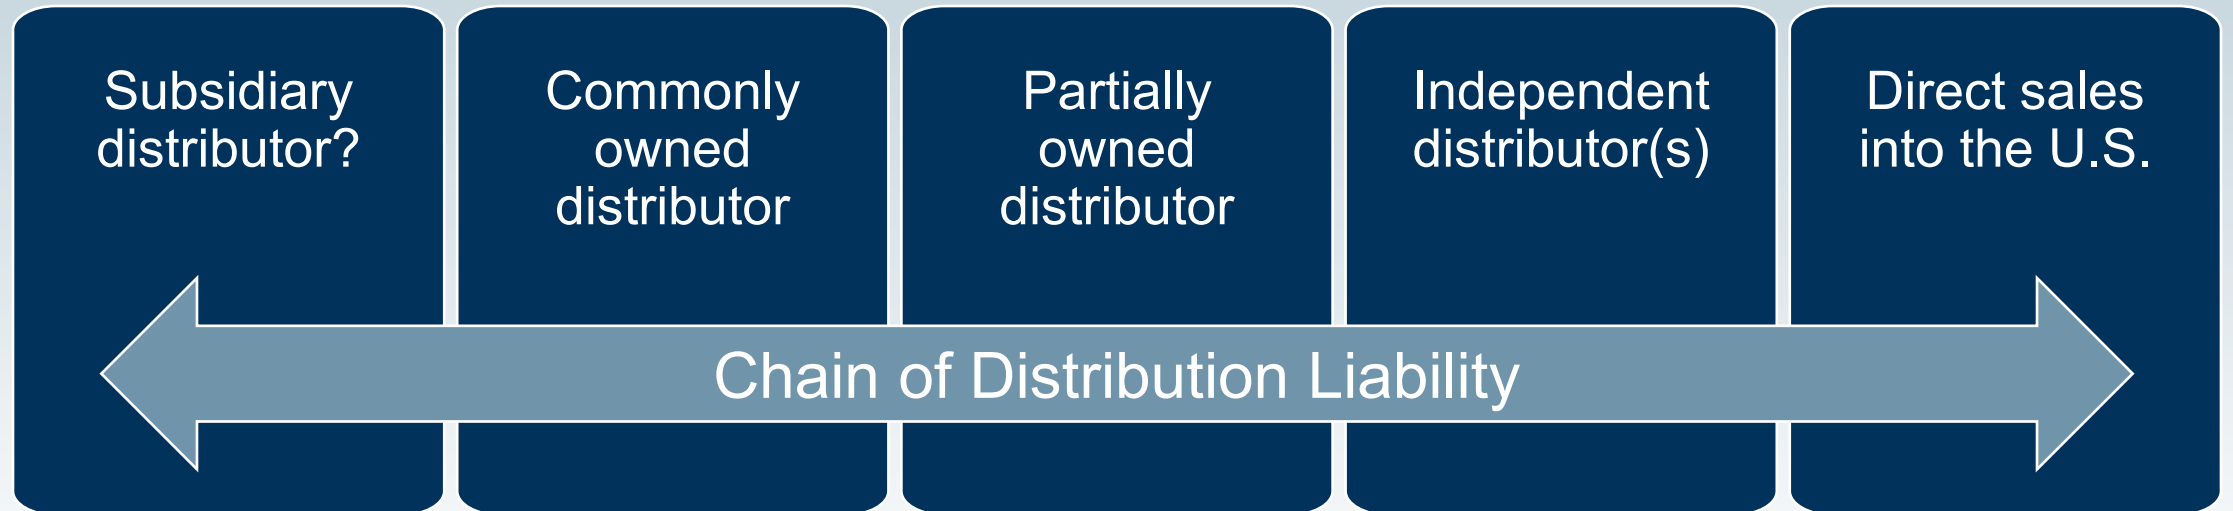 Subsidiary
distributor?
Commonly
owned
distributor
Partially
owned
distributor
Independent
distributor(s)
Direct sales
into the U.S.
Chain of Distribution Liability